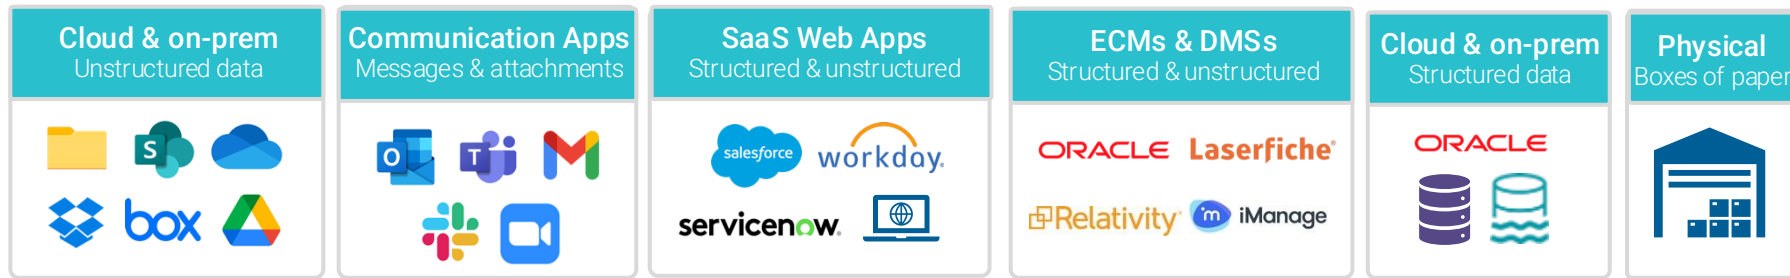 Cloud & on-prem
Unstructured data
S
box
Communication Apps
Messages & attachments
O
T
SaaS Web Apps
Structured & unstructured
salesforce
workday.
servicenow.
ECMs & DMSs
Structured & unstructured
ORACLE
Laserfiche®
Relativity
m iManage
Cloud & on-prem
Structured data
ORACLE
Physical
Boxes of paper